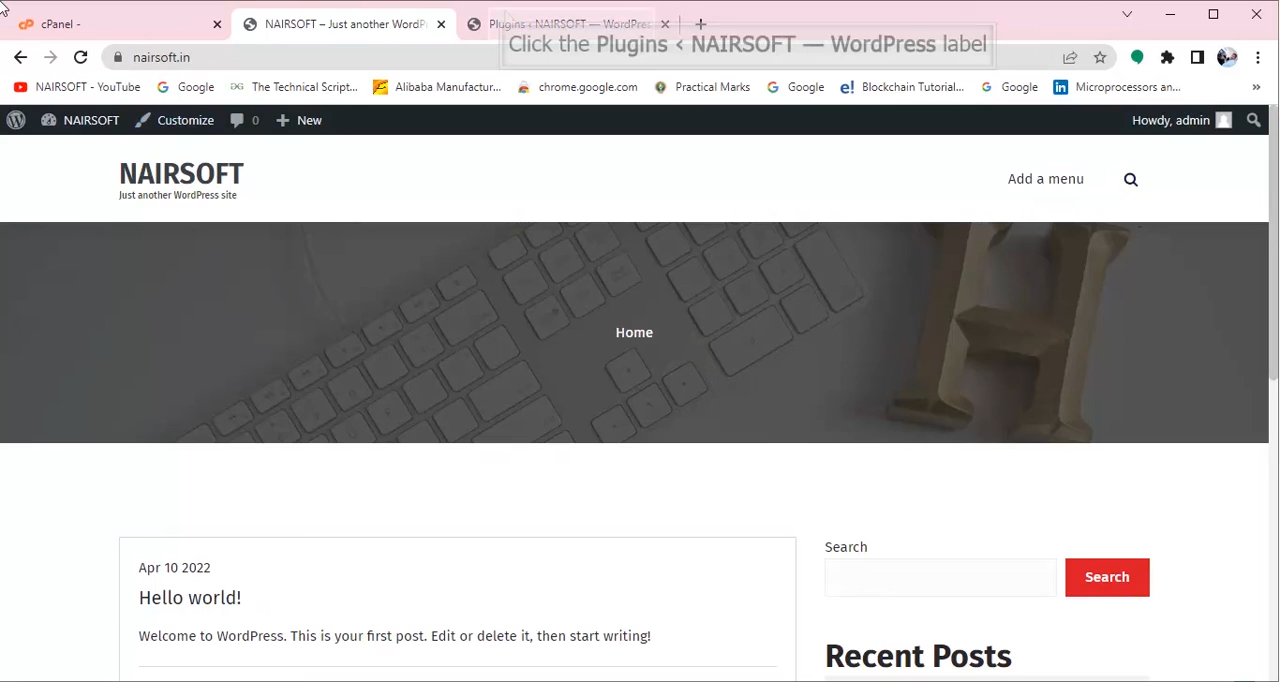 cPanel -
NAIRSOFT – Just another WordP
Plugins ‹ NAIRSOFT — WordPres
Click the Plugins ‹ NAIRSOFT — WordPress label
nairsoft.in
NAIRSOFT - YouTube
Google
The Technical Script...
Alibaba Manufactur...
chrome.google.com
Practical Marks
Google
Blockchain Tutorial...
Google
Microprocessors an...
»
NAIRSOFT
Customize
0
New
Howdy, admin
NAIRSOFT
Just another WordPress site
Add a menu
Home
Apr 10 2022
Hello world!
Welcome to WordPress. This is your first post. Edit or delete it, then start writing!
Search
Search
Recent Posts